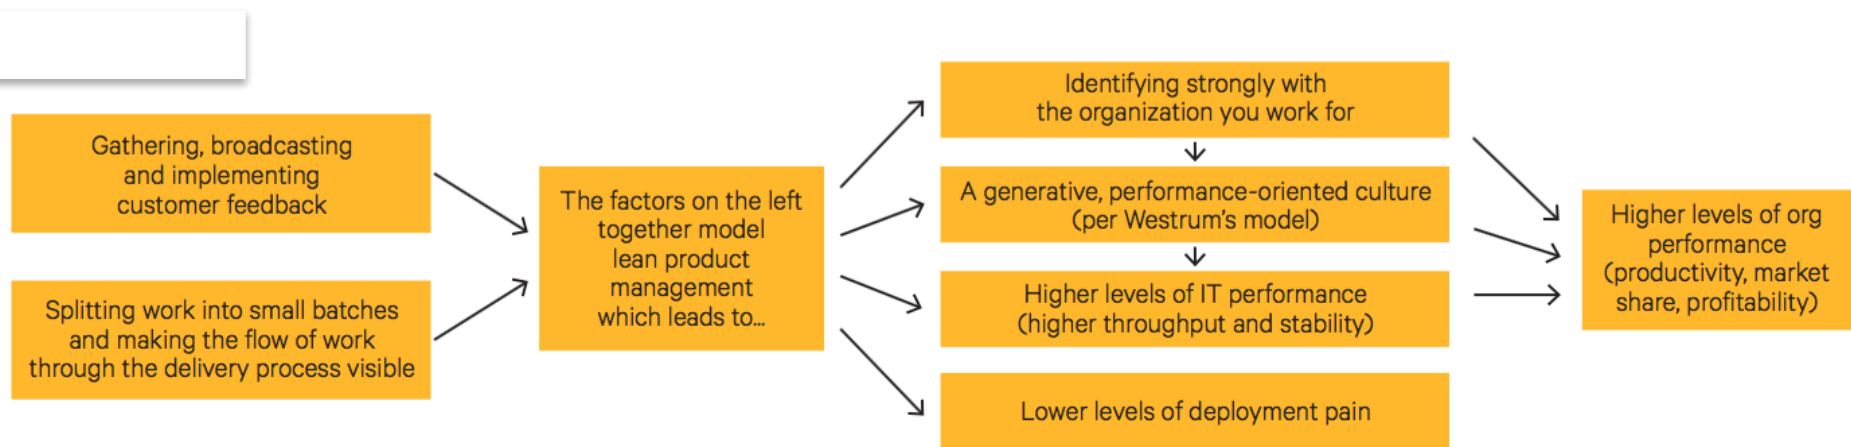 Gathering, broadcasting
and implementing
customer feedback
Splitting work into small batches
and making the flow of work
through the delivery process visible
The factors on the left
together model
lean product
management
which leads to...
Identifying strongly with
the organization you work for
A generative, performance-oriented culture
(per Westrum's model)
Higher levels of IT performance
(higher throughput and stability)
Lower levels of deployment pain
Higher levels of org
performance
(productivity, market
share, profitability)